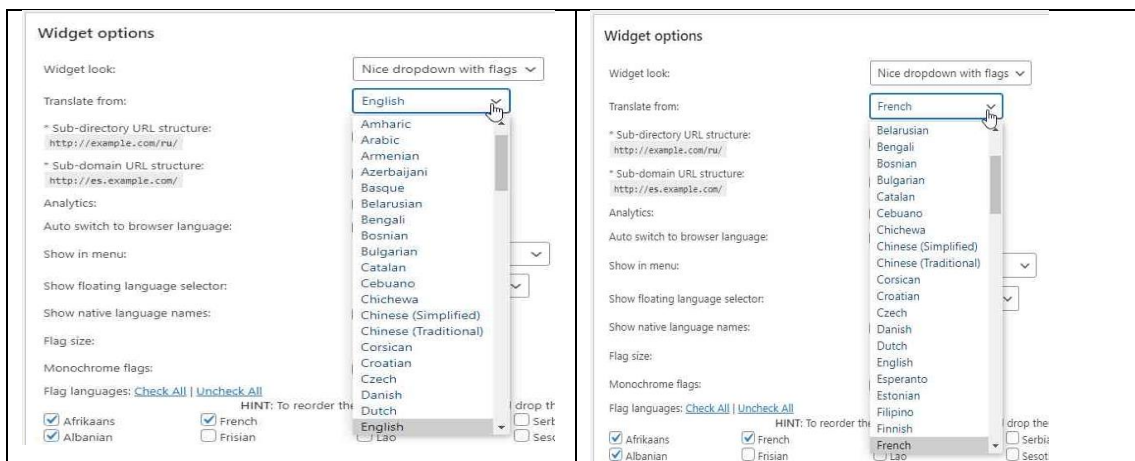 Widget options
Widget look:
Nice dropdown with flags
Translate from:
English
* Sub-directory URL structure:
http://example.com/ru/
* Sub-domain URL structure:
http://es.example.com/
Analytics:
Auto switch to browser language:
Show in menu:
Show floating language selector:
Show native language names:
Flag size:
Monochrome flags:
Flag languages: Check All | Uncheck All
HINT: To reorder the
drop th
Afrikaans
French
Serb
Albanian
Frisian
Lao
Seso
Amharic
Arabic
Armenian
Azerbaijani
Basque
Belarusian
Bengali
Bosnian
Bulgarian
Catalan
Cebuano
Chichewa
Chinese (Simplified)
Chinese (Traditional)
Corsican
Croatian
Czech
Danish
Dutch
English
Widget options
Widget look:
Nice dropdown with flags
Translate from:
French
* Sub-directory URL structure:
http://example.com/ru/
* Sub-domain URL structure:
http://es.example.com/
Analytics:
Auto switch to browser language:
Show in menu:
Show floating language selector:
Show native language names:
Flag size:
Monochrome flags:
Flag languages: Check All | Uncheck All
HINT: To reorder the
drop the
Afrikaans
French
Serbia
Albanian
Frisian
Lao
Sesot
Belarusian
Bengali
Bosnian
Bulgarian
Catalan
Cebuano
Chichewa
Chinese (Simplified)
Chinese (Traditional)
Corsican
Croatian
Czech
Danish
Dutch
English
Esperanto
Estonian
Filipino
Finnish
French